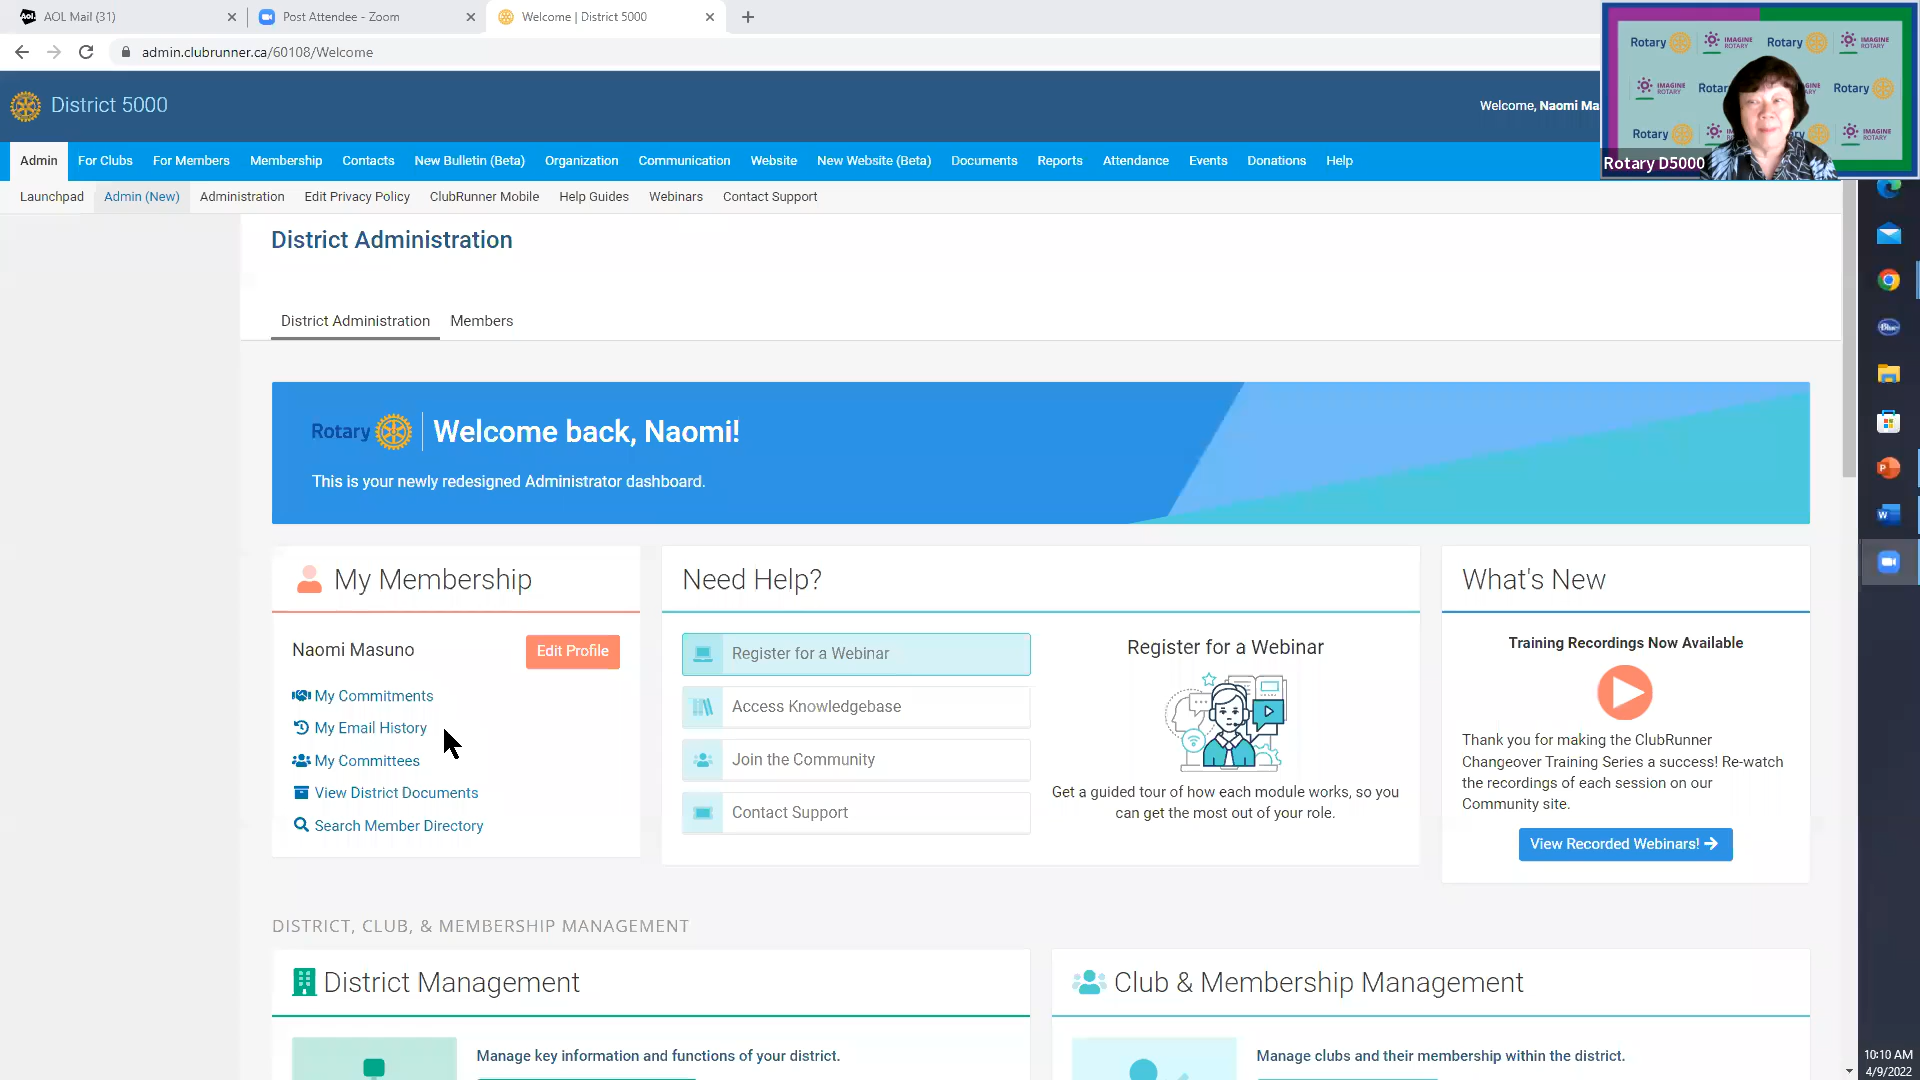 AOL Mail (31)
Post Attendee - Zoom
Welcome | District 5000
admin.clubrunner.ca/60108/Welcome
District 5000
Welcome, Naomi Ma
Admin For Clubs For Members Membership Contacts New Bulletin (Beta) Organization Communication Website New Website (Beta) Documents Reports Attendance Events Donations Help
Launchpad Admin (New) Administration Edit Privacy Policy ClubRunner Mobile Help Guides Webinars Contact Support
Rotary IMAGINE ROTARY Rotary IMAGINE ROTARY
IMAGINE ROTARY Rotar Rotary
Rotary IMAGINE ROTARY
Rotary D5000
District Administration
District Administration Members
Rotary Welcome back, Naomi!
This is your newly redesigned Administrator dashboard.
My Membership
Naomi Masuno
Edit Profile
My Commitments
My Email History
My Committees
View District Documents
Search Member Directory
Need Help?
Register for a Webinar
Access Knowledgebase
Join the Community
Contact Support
Register for a Webinar
Get a guided tour of how each module works, so you
can get the most out of your role.
What's New
Training Recordings Now Available
Thank you for making the ClubRunner
Changeover Training Series a success! Re-watch
the recordings of each session on our
Community site.
View Recorded Webinars!
DISTRICT, CLUB, & MEMBERSHIP MANAGEMENT
District Management
Manage key information and functions of your district.
Club & Membership Management
Manage clubs and their membership within the district.
10:10 AM
4/9/2022